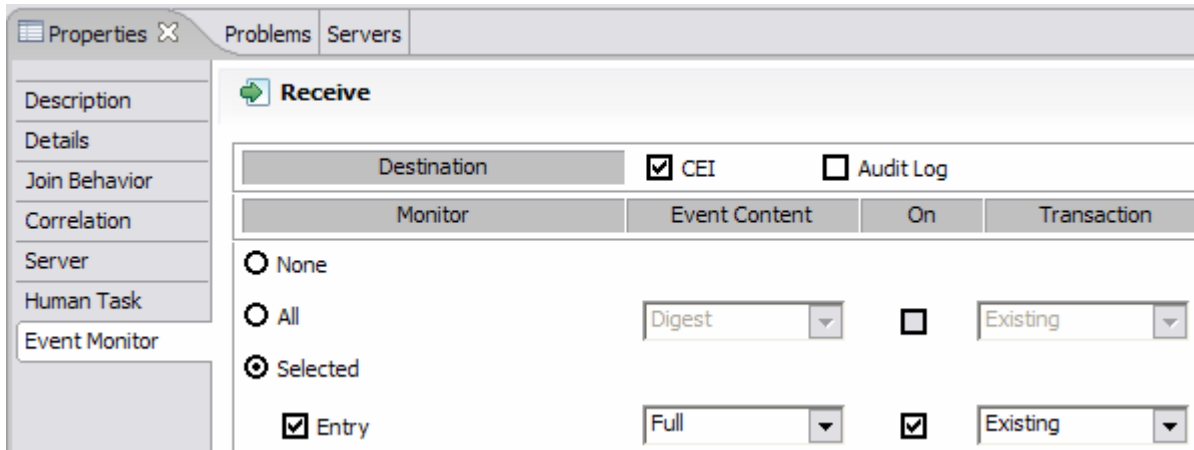 Properties Problems Servers
Description
Details
Join Behavior
Correlation
Server
Human Task
Event Monitor
Receive
Destination CEI Audit Log
Monitor Event Content On Transaction
None
All Digest Existing
Selected
Entry Full Existing